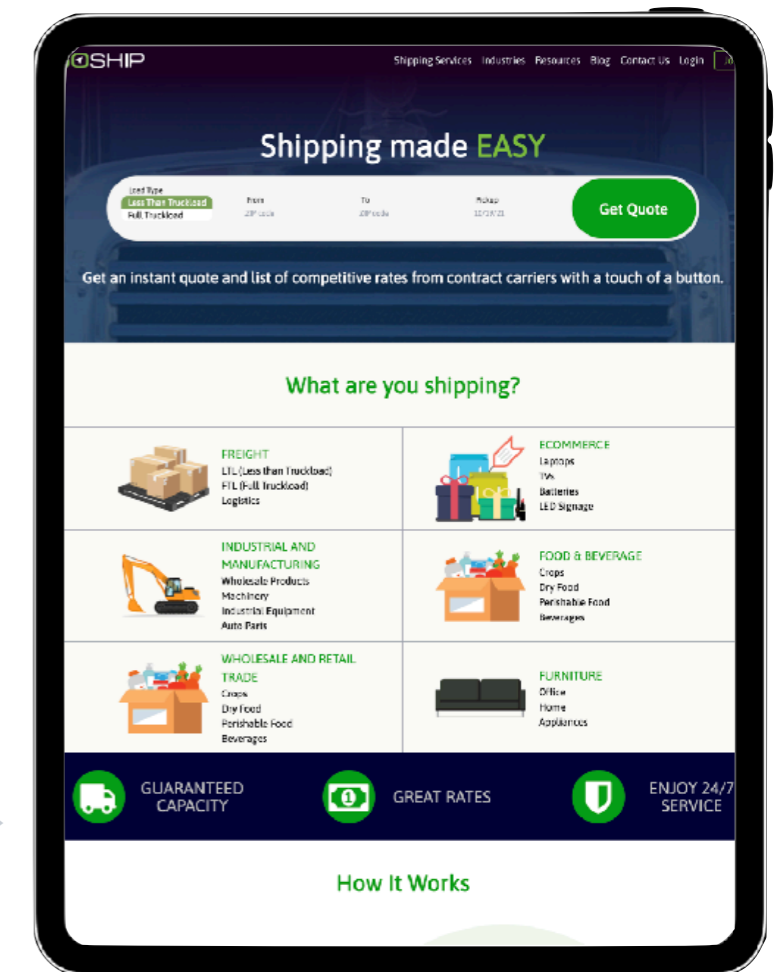 OSHIP
Shipping Services Industries Resources Blog Contact Us Login
Shipping made EASY
Load Type
Less Than Truckload
Full Truckload
From
ZIP code
To
ZIP code
Pickup
Get Quote
Get an instant quote and list of competitive rates from contract carriers with a touch of a button.
What are you shipping?
FREIGHT
LTL (Less than Truckload)
FTL (Full Truckload)
Logistics
ECOMMERCE
Laptops
TVs
Batteries
LED Signage
INDUSTRIAL AND
MANUFACTURING
Wholesale Products
Machinery
Industrial Equipment
Auto Parts
FOOD & BEVERAGE
Crops
Dry Food
Perishable Food
Beverages
WHOLESALE AND RETAIL
TRADE
Crops
Dry Food
Perishable Food
Beverages
FURNITURE
Office
Home
Appliances
GUARANTEED
CAPACITY
GREAT RATES
ENJOY 24/7
SERVICE
How It Works